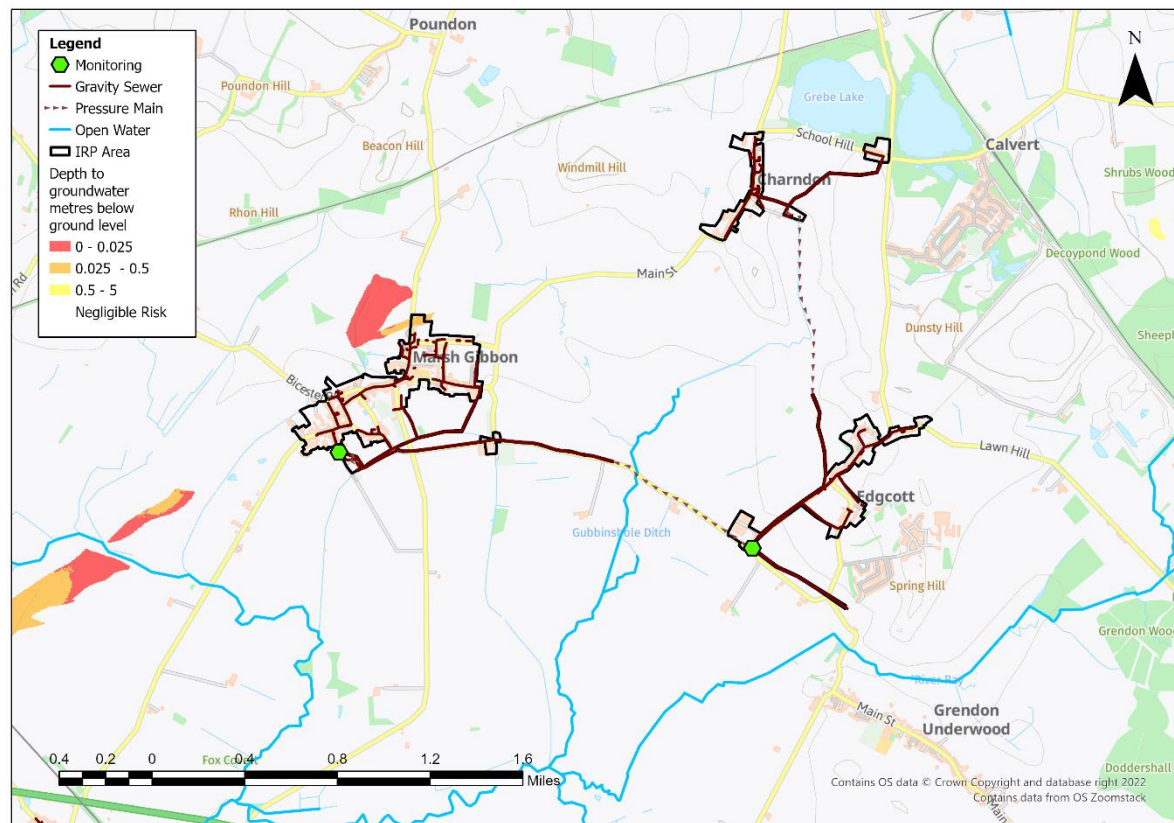 Legend
Monitoring
Gravity Sewer
Pressure Main
Open Water
IRP Area
Depth to
groundwater
metres below
ground level
0 - 0.025
0.025 - 0.5
0.5 - 5
Negligible Risk
Poundon
N
Poundon Hill
Grebe Lake
School Hill
Calvert
Beacon Hill
Windmill Hill
Charndon
Shrubs Wood
Rhon Hill
Rd
Main St
Decoypond Wood
Dunsty Hill
Sheep
Marsh Gibbon
Bicester
Lawn Hill
Edgcott
Gubbinshole Ditch
Spring Hill
Grendon Wood
River Ray
Main St
Grendon
Underwood
Fox Covert
Doddershall
Main
0.4 0.2 0 0.4 0.8 1.2 1.6
Miles
Contains OS data © Crown Copyright and database right 2022
Contains data from OS Zoomstack